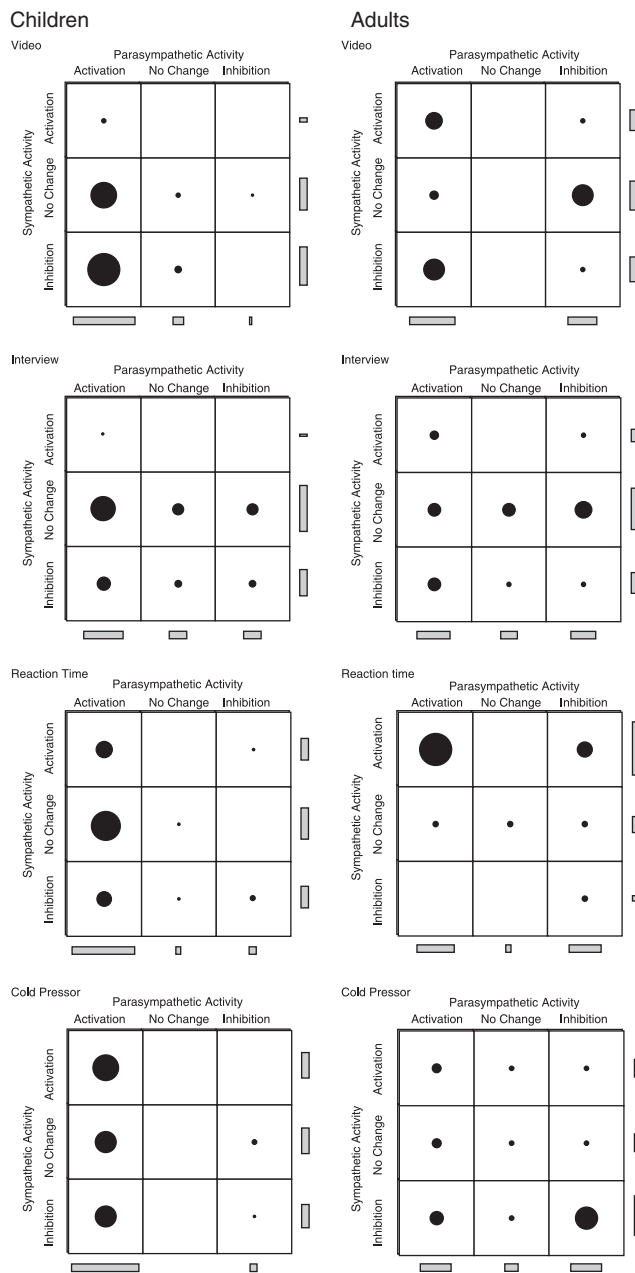 Children
Adults
Video
Parasympathetic Activity
Activation No Change Inhibition
Sympathetic Activity
Activation
No Change
Inhibition
Video
Parasympathetic Activity
Activation No Change Inhibition
Sympathetic Activity
Activation
No Change
Inhibition
Interview
Parasympathetic Activity
Activation No Change Inhibition
Sympathetic Activity
Activation
No Change
Inhibition
Interview
Parasympathetic Activity
Activation No Change Inhibition
Sympathetic Activity
Activation
No Change
Inhibition
Reaction Time
Parasympathetic Activity
Activation No Change Inhibition
Sympathetic Activity
Activation
No Change
Inhibition
Reaction time
Parasympathetic Activity
Activation No Change Inhibition
Sympathetic Activity
Activation
No Change
Inhibition
Cold Pressor
Parasympathetic Activity
Activation No Change Inhibition
Sympathetic Activity
Activation
No Change
Inhibition
Cold Pressor
Parasympathetic Activity
Activation No Change Inhibition
Sympathetic Activity
Activation
No Change
Inhibition